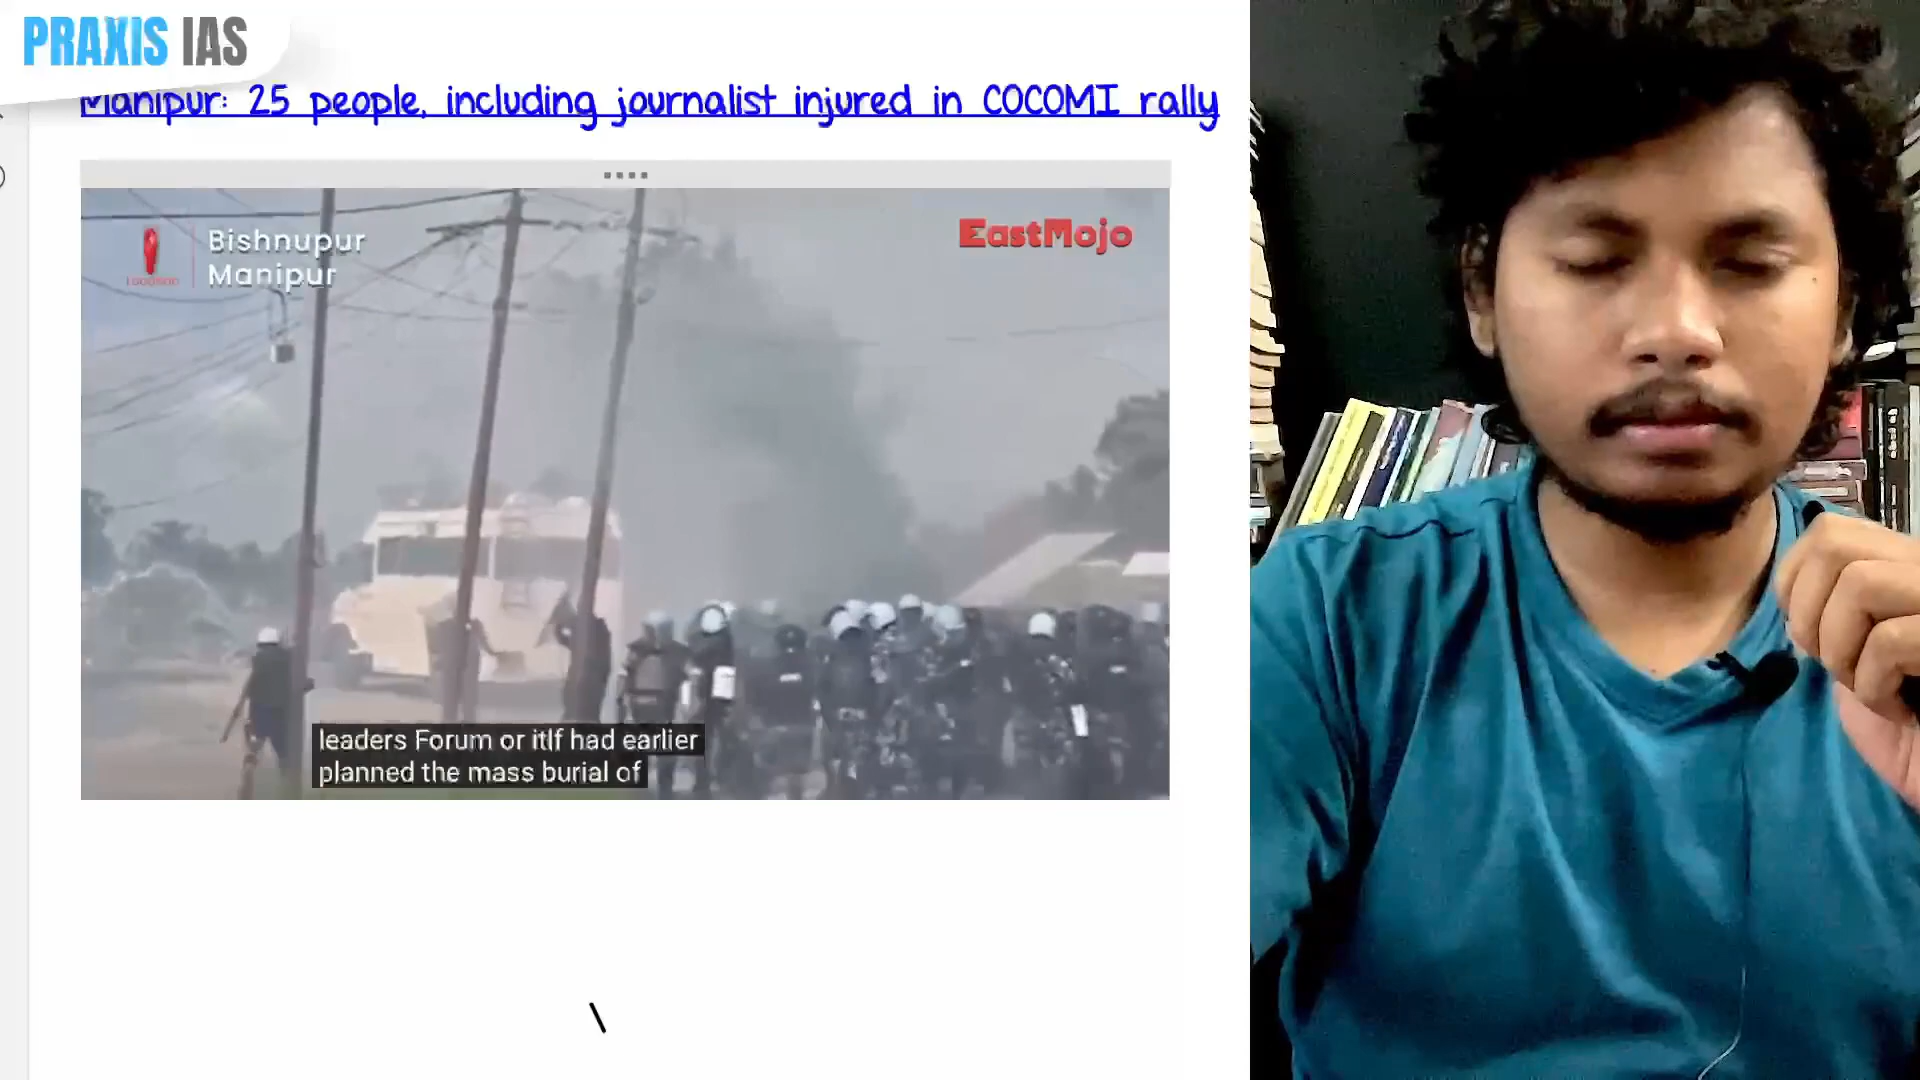 PRAXIS IAS
Manipur: 25 people, including journalist injured in COCOMI rally
Bishnupur
Manipur
EastMojo
leaders Forum or itlf had earlier
planned the mass burial of